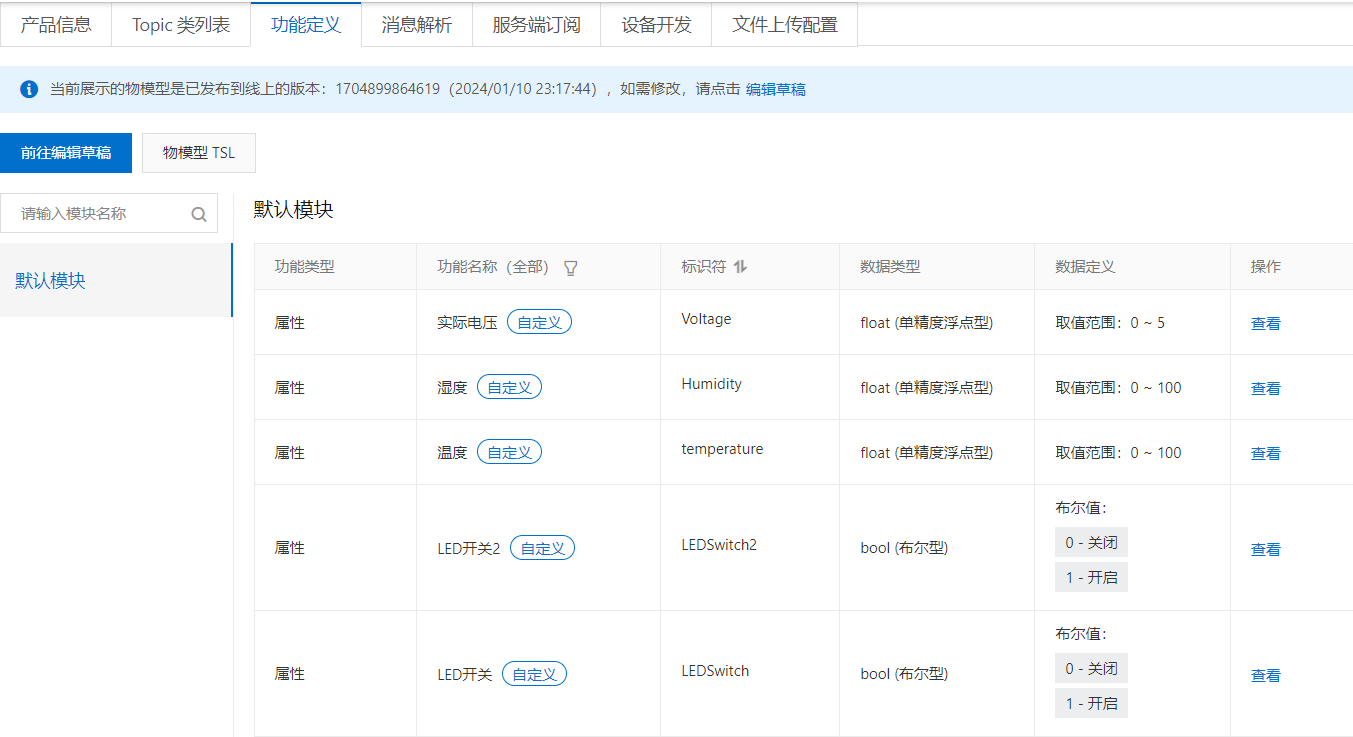 产品信息 Topic 类列表 功能定义 消息解析 服务端订阅 设备开发 文件上传配置
当前展示的物模型是已发布到线上的版本：1704899864619（2024/01/10 23:17:44），如需修改，请点击 编辑草稿
前往编辑草稿 物模型 TSL
请输入模块名称
默认模块
默认模块
功能类型 功能名称（全部） 标识符 数据类型 数据定义 操作
属性 实际电压 自定义 Voltage float (单精度浮点型) 取值范围：0 ~ 5 查看
属性 湿度 自定义 Humidity float (单精度浮点型) 取值范围：0 ~ 100 查看
属性 温度 自定义 temperature float (单精度浮点型) 取值范围：0 ~ 100 查看
布尔值：
属性 LED开关2 自定义 LEDSwitch2 bool (布尔型) 0 - 关闭 查看
1 - 开启
布尔值：
属性 LED开关 自定义 LEDSwitch bool (布尔型) 0 - 关闭 查看
1 - 开启